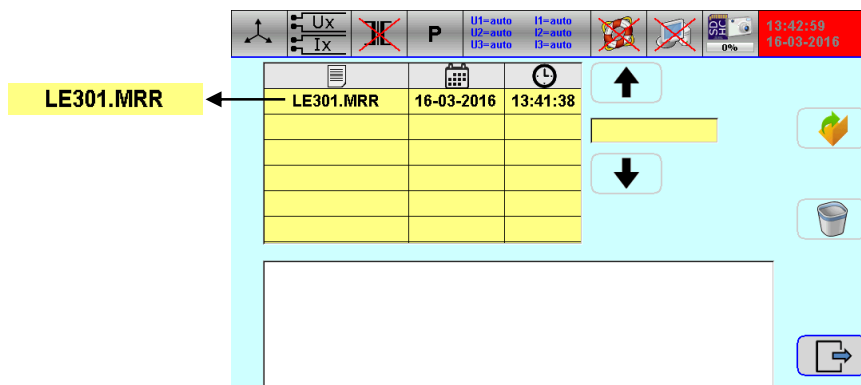 Ux
Ix
P
U1=auto I1=auto
U2=auto I2=auto
U3=auto I3=auto
SD
HC
0%
13:42:59
16-03-2016
LE301.MRR
LE301.MRR 16-03-2016 13:41:38